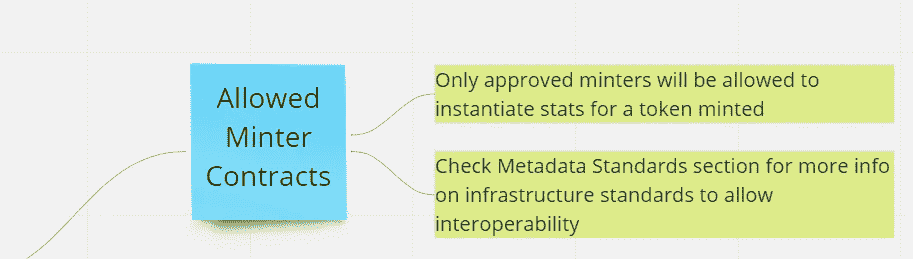 Allowed
Minter
Contracts
Only approved minters will be allowed to
instantiate stats for a token minted
Check Metadata Standards section for more info
on infrastructure standards to allow
interoperability